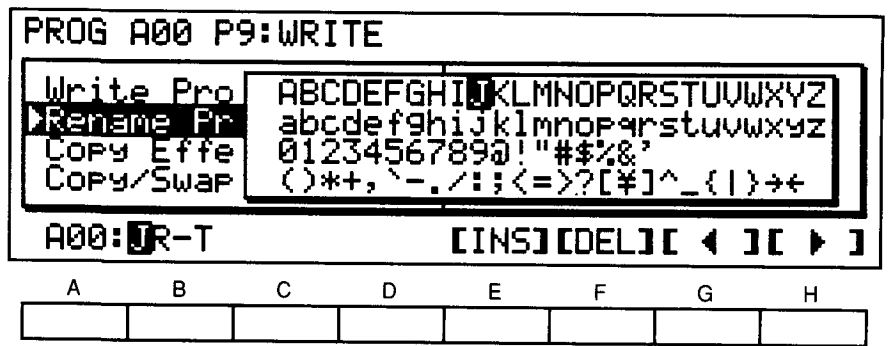 PROG A00 P9:WRITE
Write Pro
▶Rename Pr
Copy Effe
Copy/Swap
ABCDEFGHIJKLMNOPQRSTUVWXYZ
abcdefghijklmnopqrstuvwxyz
0123456789@!"#$%&'
()*+,`-./:;<=>?[¥]^_{|}→←
A00:JR-T [INS][DEL][ ◀ ][ ▶ ]
A B C D E F G H